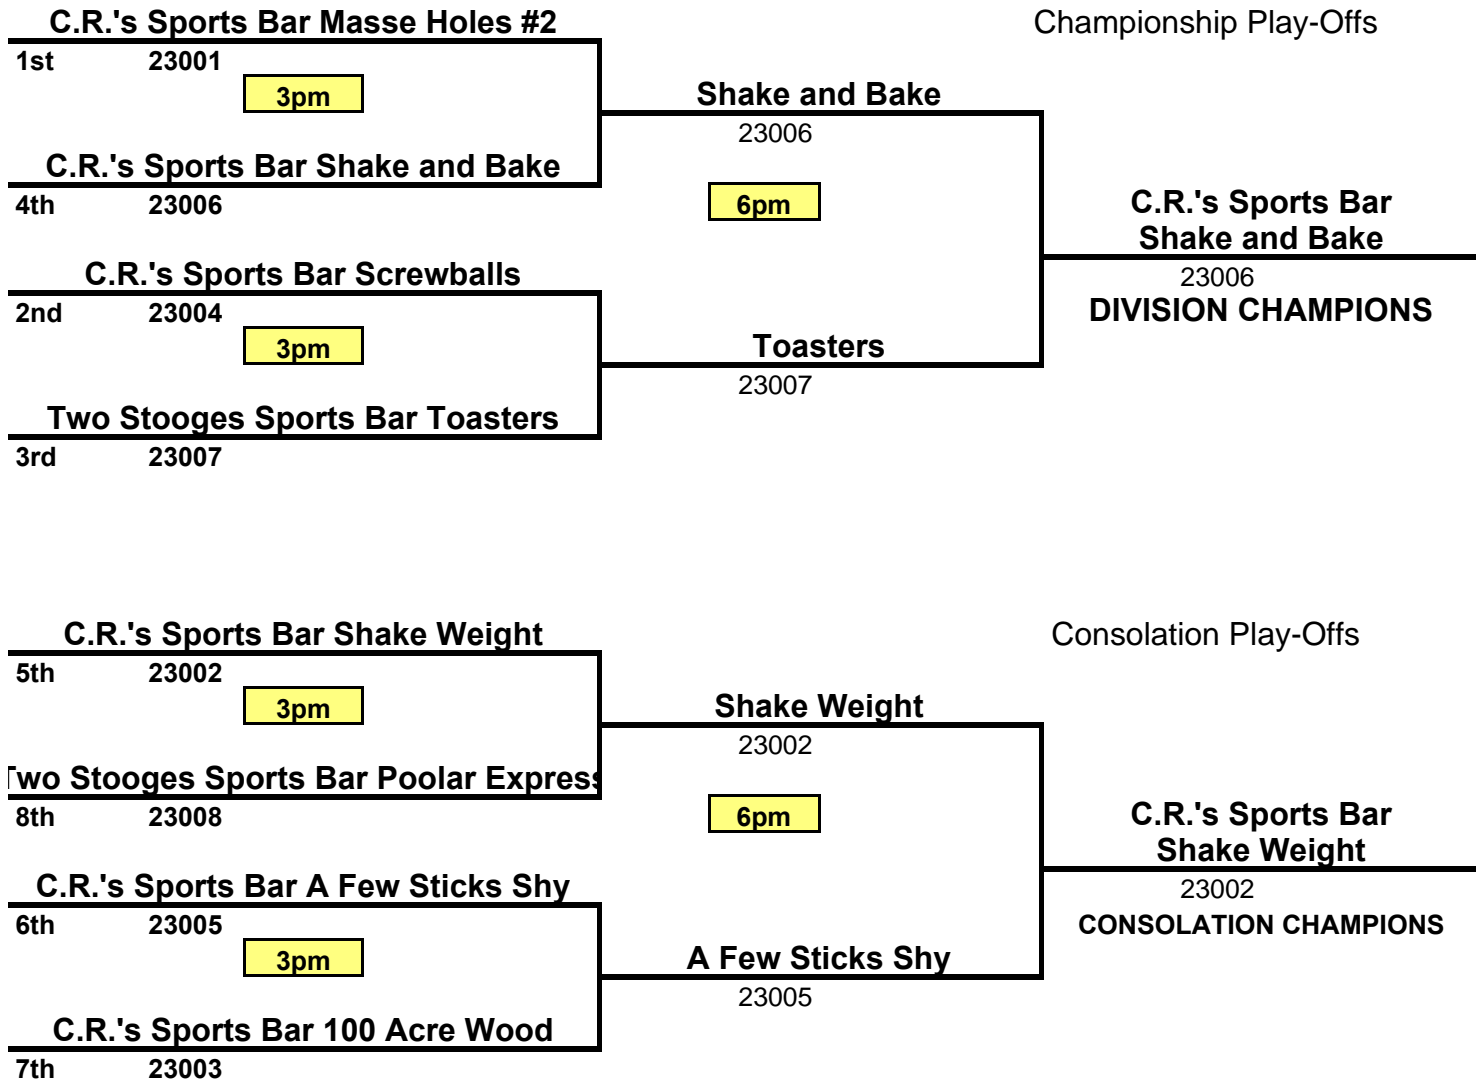 C.R.'s Sports Bar Masse Holes #2
Championship Play-Offs
1st 23001
3pm
Shake and Bake
23006
C.R.'s Sports Bar Shake and Bake
4th 23006
6pm
C.R.'s Sports Bar
Shake and Bake
C.R.'s Sports Bar Screwballs
23006
2nd 23004
DIVISION CHAMPIONS
3pm
Toasters
23007
Two Stooges Sports Bar Toasters
3rd 23007
C.R.'s Sports Bar Shake Weight
Consolation Play-Offs
5th 23002
3pm
Shake Weight
23002
Two Stooges Sports Bar Poolar Express
8th 23008
6pm
C.R.'s Sports Bar
Shake Weight
C.R.'s Sports Bar A Few Sticks Shy
23002
6th 23005
CONSOLATION CHAMPIONS
3pm
A Few Sticks Shy
23005
C.R.'s Sports Bar 100 Acre Wood
7th 23003